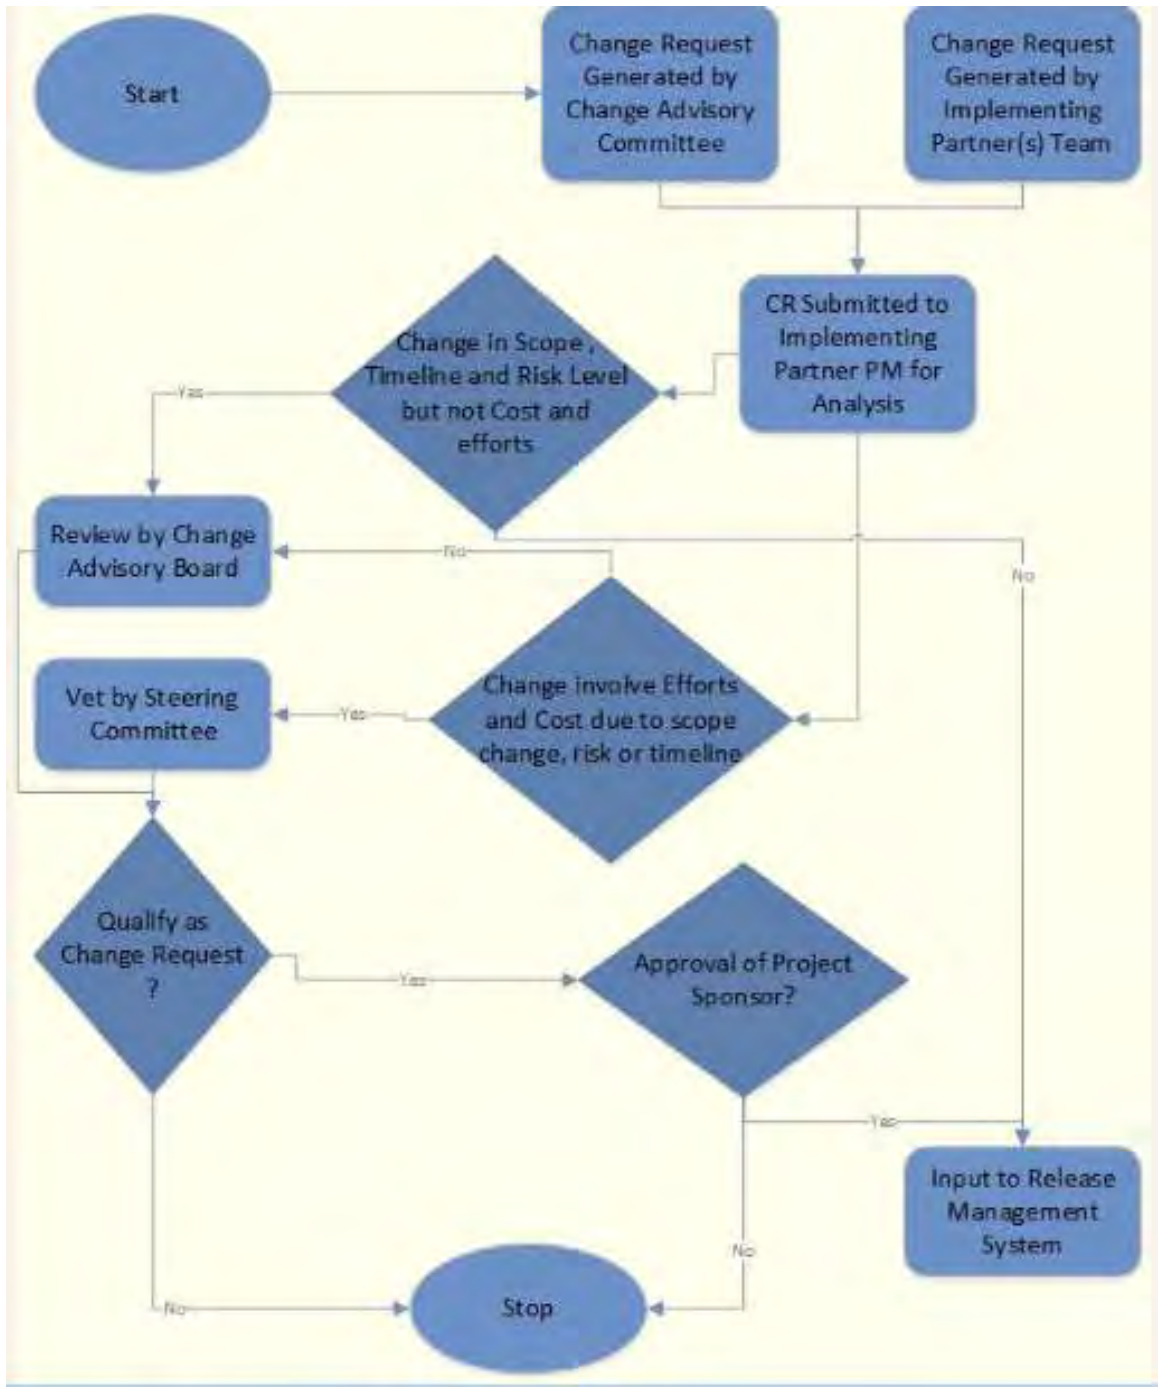 Start
Change Request
Generated by
Change Advisory
Committee
Change Request
Generated by
Implementing
Partner(s) Team
CR Submitted to
Implementing
Partner PM for
Analysis
Change in Scope ,
Timeline and Risk Level
but not Cost and
efforts
Yes
Review by Change
Advisory Board
No
No
Change involve Efforts
and Cost due to scope
change, risk or timeline
Yes
Vet by Steering
Committee
Qualify as
Change Request
?
Yes
Approval of Project
Sponsor?
Yes
Input to Release
Management
System
No
No
Stop